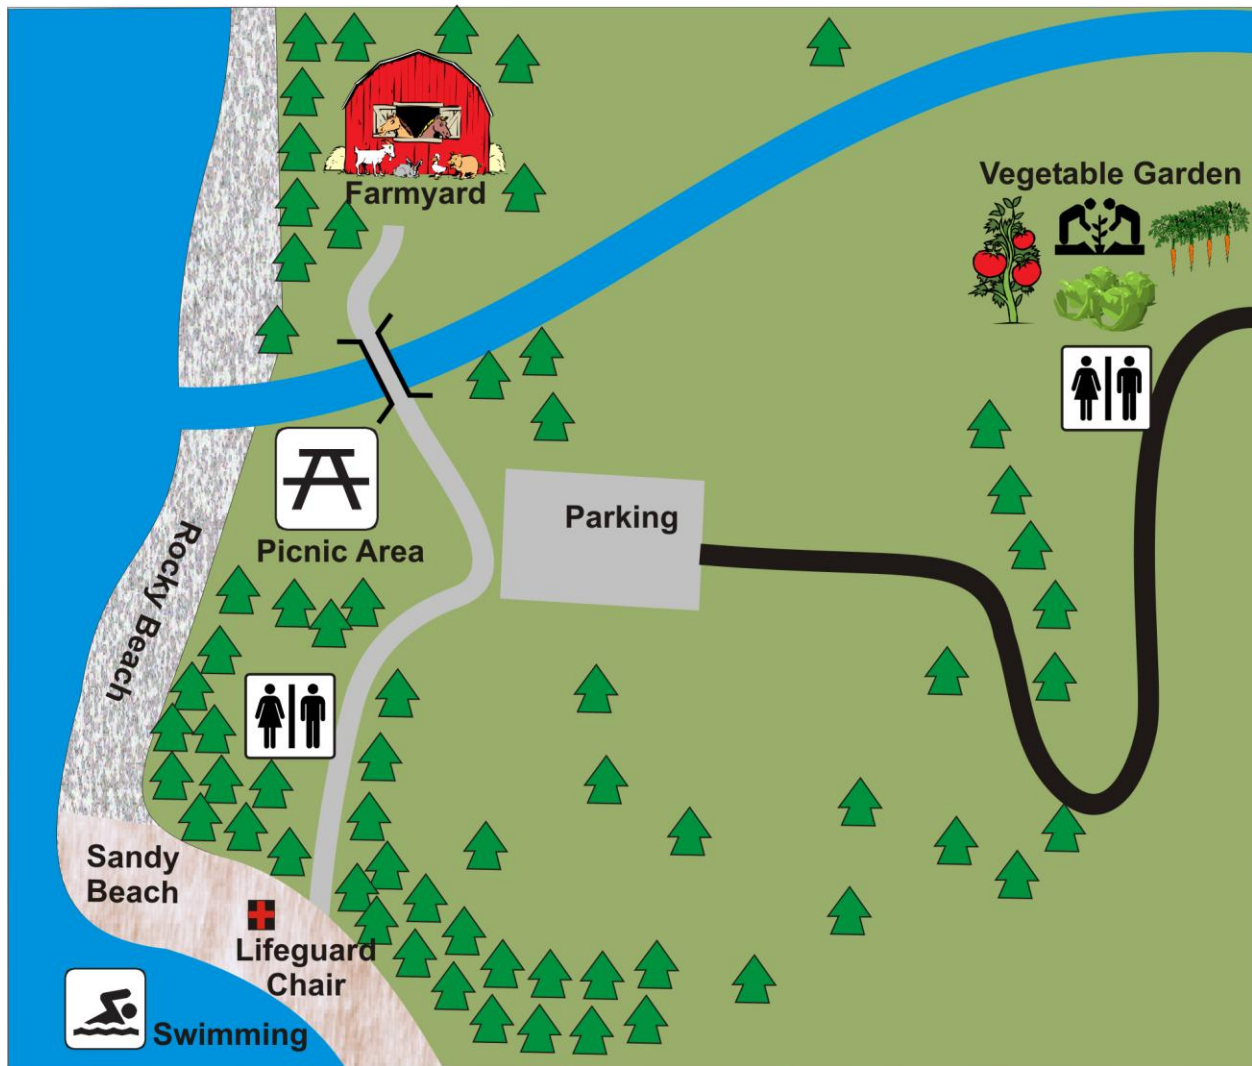 Farmyard
Vegetable Garden
Parking
Picnic Area
Rocky Beach
Sandy
Beach
Lifeguard
Chair
Swimming